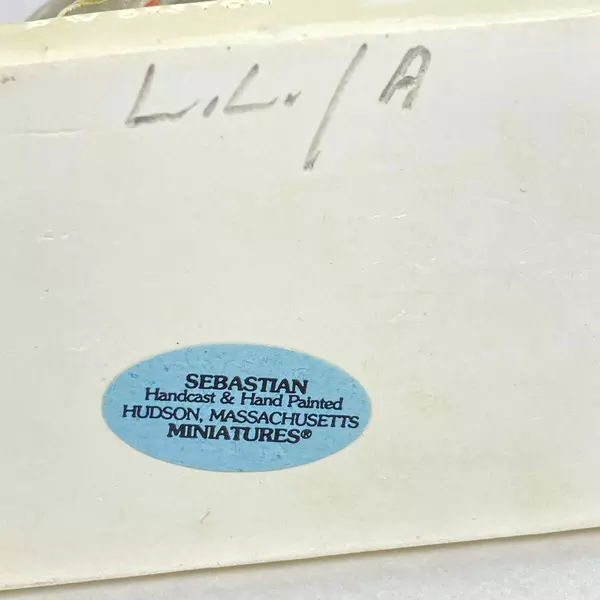 L.L./A
SEBASTIAN
Handcast & Hand Painted
HUDSON, MASSACHUSETTS
MINIATURES®